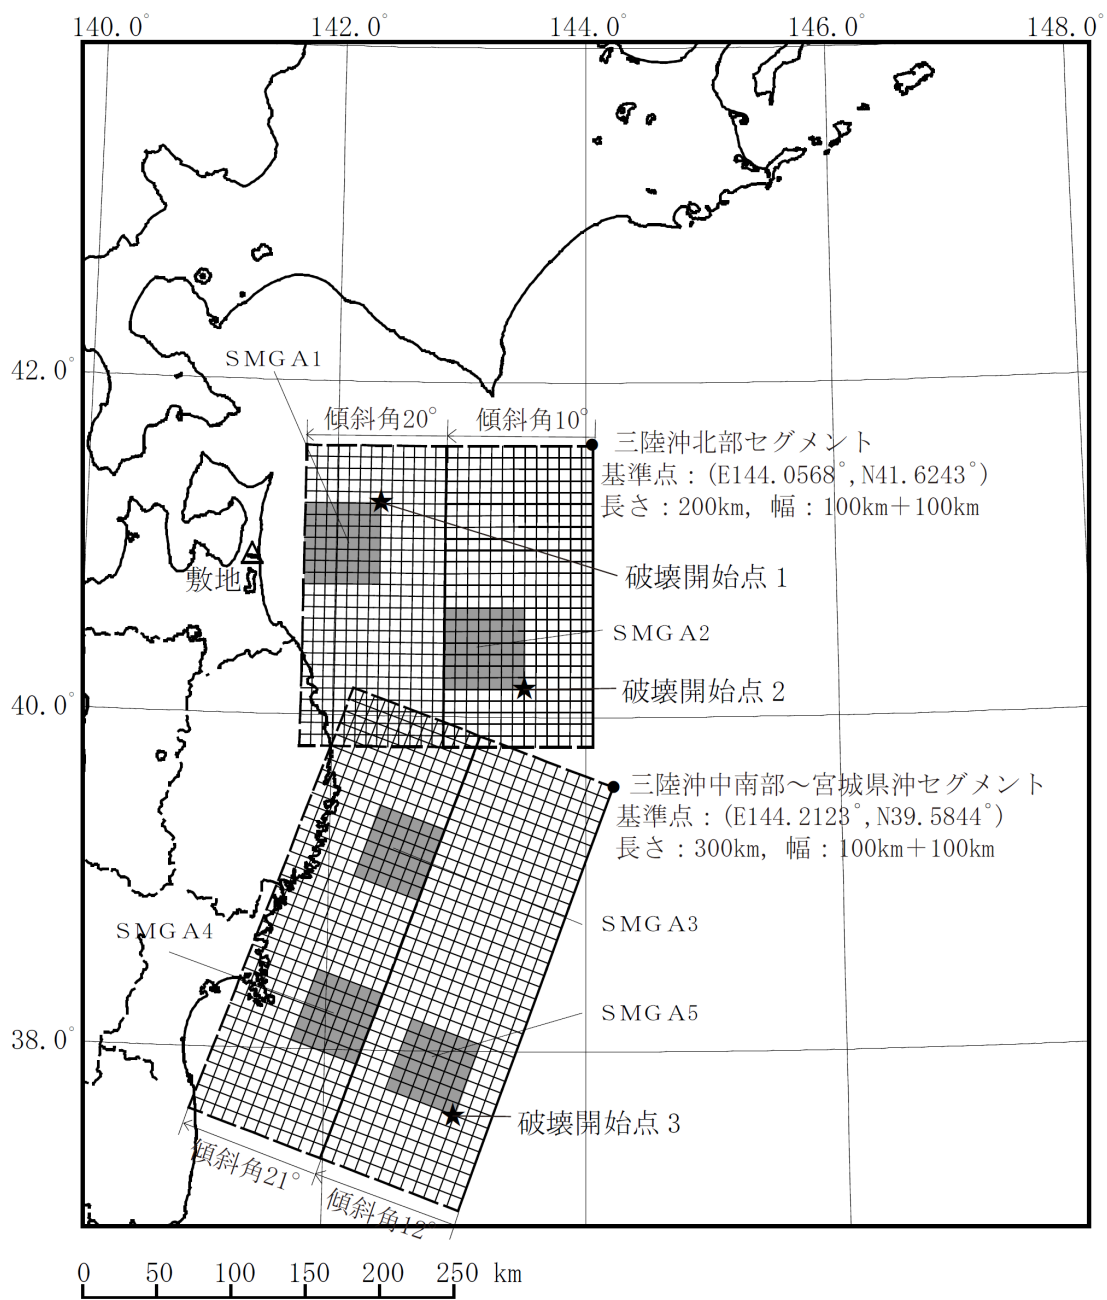 140.0° 142.0° 144.0° 146.0° 148.0°
42.0°
SMGA1
傾斜角20° 傾斜角10°
三陸沖北部セグメント
基準点：(E144.0568°,N41.6243°)
長さ：200km, 幅：100km＋100km
敷地
破壊開始点１
SMGA2
破壊開始点２
40.0°
三陸沖中南部～宮城県沖セグメント
基準点：(E144.2123°,N39.5844°)
長さ：300km, 幅：100km＋100km
SMGA4
SMGA3
SMGA5
38.0°
破壊開始点３
傾斜角21°
傾斜角12°
0 50 100 150 200 250 km